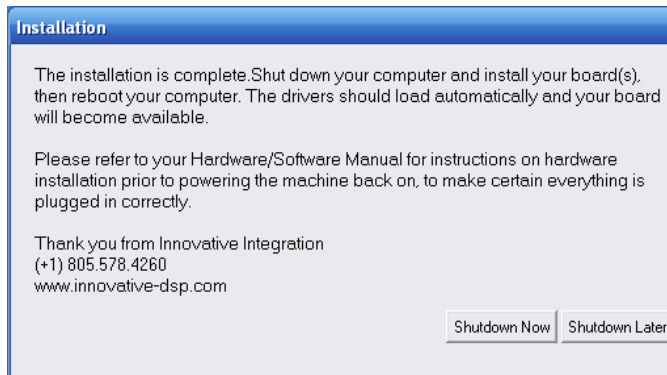 Installation
The installation is complete.Shut down your computer and install your board(s),
then reboot your computer. The drivers should load automatically and your board
will become available.
Please refer to your Hardware/Software Manual for instructions on hardware
installation prior to powering the machine back on, to make certain everything is
plugged in correctly.
Thank you from Innovative Integration
(+1) 805.578.4260
www.innovative-dsp.com
Shutdown Now Shutdown Later